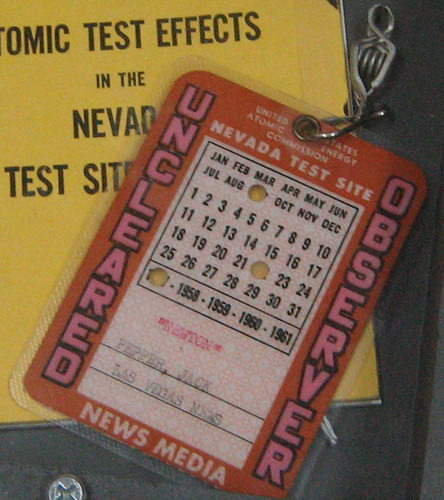 TOMIC TEST EFFECTS
IN THE
NEVAD
TEST SIT
UNITED STATES
ATOMIC ENERGY
COMMISSION
NEVADA TEST SITE
UNCLEARED
OBSERVER
JAN FEB MAR APR MAY JUN
JUL AUG OCT NOV DEC
1 2 3 4 5 6 7 8 9 10
11 12 13 14 15 16 17
18 19 20 21 23 24
25 26 27 28 29 30 31
- 1958 - 1959 - 1960 - 1961
"NEWTON"
PEPPER, JACK
LAS VEGAS NEWS
NEWS MEDIA